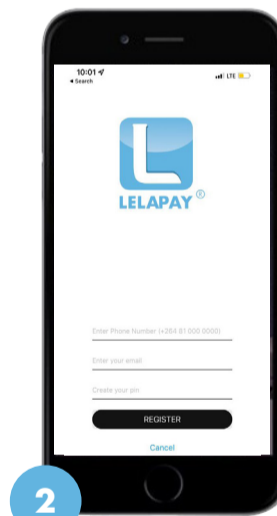 10:01
LTE
Search
L
LELAPAY®
Enter Phone Number (+264 81 000 0000)
Enter your email
Create your pin
REGISTER
Cancel
2